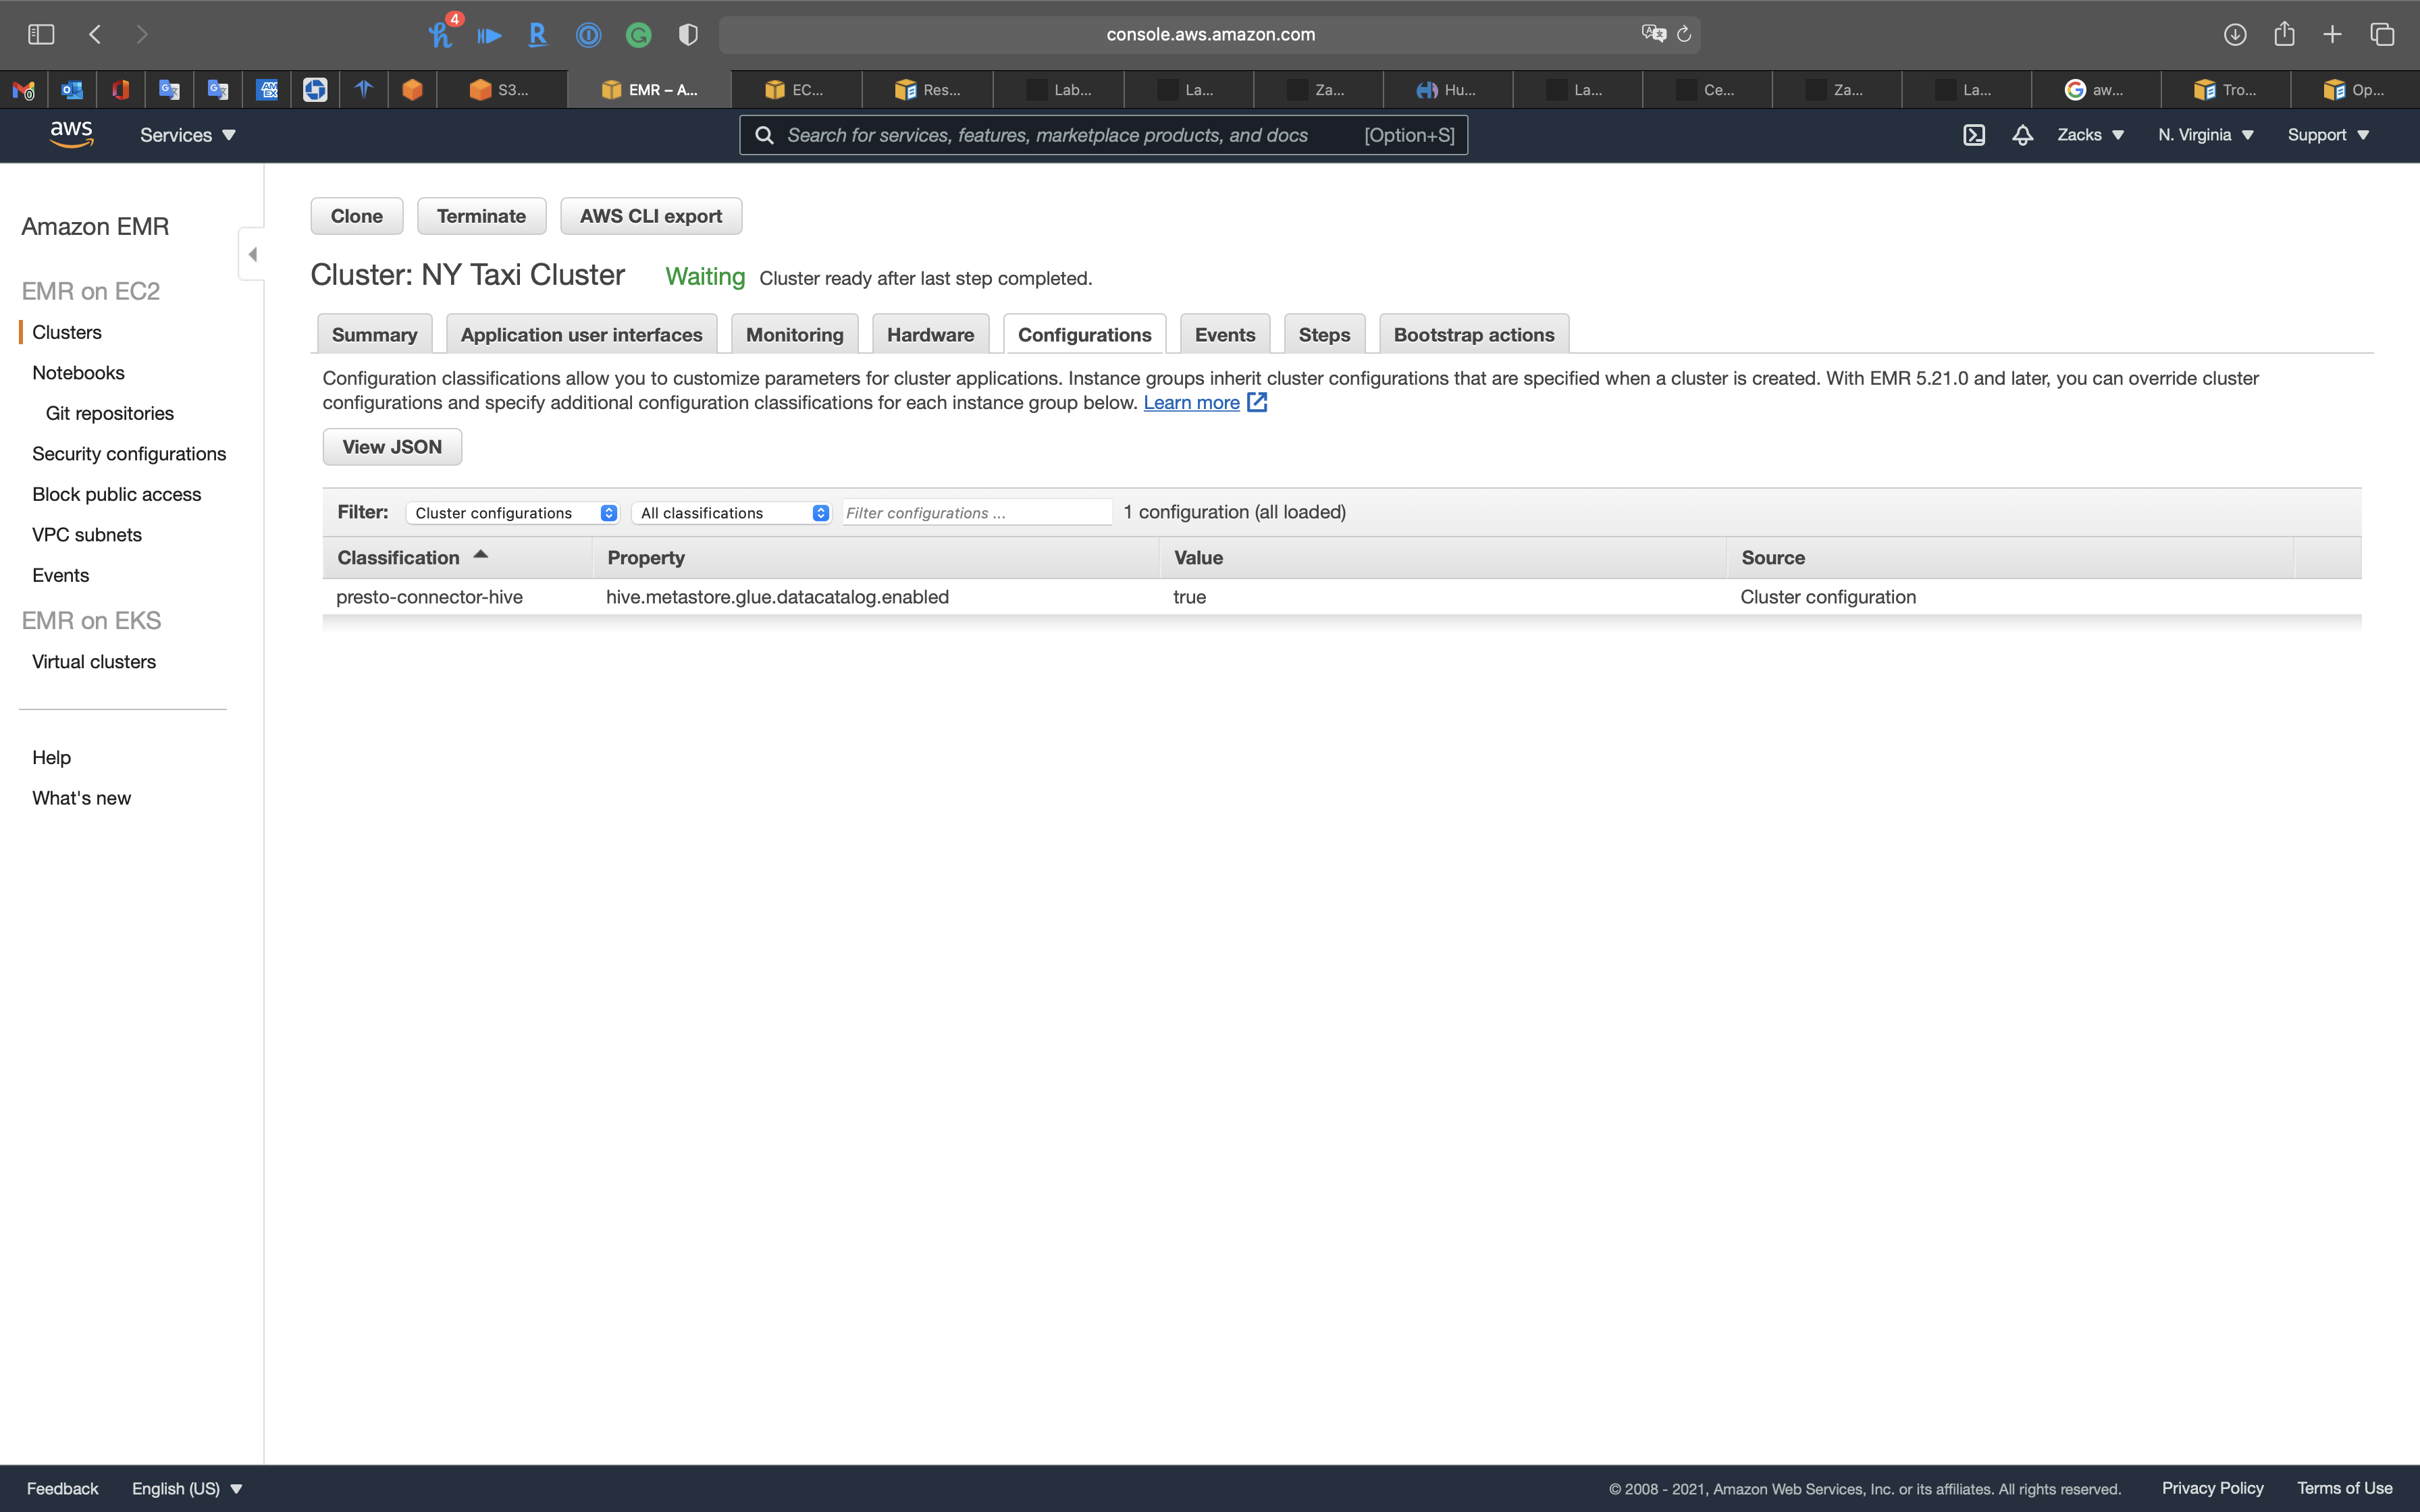 4
console.aws.amazon.com
S3... EMR – A... EC... Res... Lab... La... Za... Hu... La... Ce... Za... La... aw... Tro... Op...
aws Services Search for services, features, marketplace products, and docs [Option+S] Zacks N. Virginia Support
Amazon EMR
EMR on EC2
Clusters
Notebooks
Git repositories
Security configurations
Block public access
VPC subnets
Events
EMR on EKS
Virtual clusters
Help
What's new
Clone Terminate AWS CLI export
Cluster: NY Taxi Cluster Waiting Cluster ready after last step completed.
Summary Application user interfaces Monitoring Hardware Configurations Events Steps Bootstrap actions
Configuration classifications allow you to customize parameters for cluster applications. Instance groups inherit cluster configurations that are specified when a cluster is created. With EMR 5.21.0 and later, you can override cluster
configurations and specify additional configuration classifications for each instance group below. Learn more
View JSON
Filter: Cluster configurations All classifications Filter configurations ... 1 configuration (all loaded)
Classification Property Value Source
presto-connector-hive hive.metastore.glue.datacatalog.enabled true Cluster configuration
Feedback English (US) © 2008 - 2021, Amazon Web Services, Inc. or its affiliates. All rights reserved. Privacy Policy Terms of Use